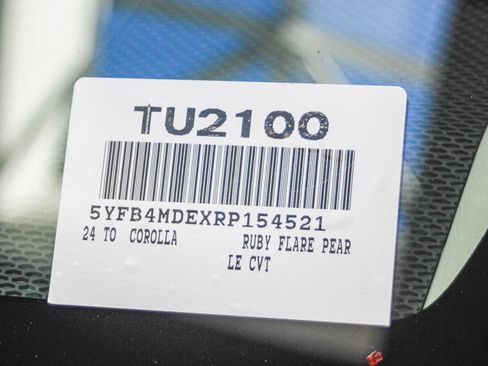 TU2100
5YFB4MDEXRP154521
24 TO COROLLA RUBY FLARE PEAR
LE CVT